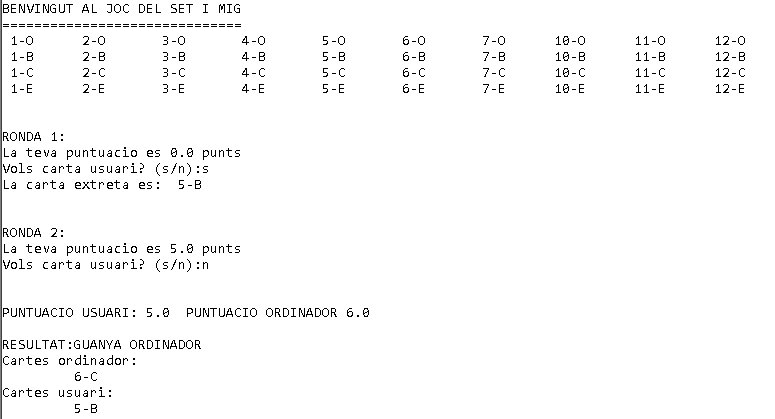 BENVINGUT AL JOC DEL SET I MIG
==============================
1-O 2-O 3-O 4-O 5-O 6-O 7-O 10-O 11-O 12-O
1-B 2-B 3-B 4-B 5-B 6-B 7-B 10-B 11-B 12-B
1-C 2-C 3-C 4-C 5-C 6-C 7-C 10-C 11-C 12-C
1-E 2-E 3-E 4-E 5-E 6-E 7-E 10-E 11-E 12-E
RONDA 1:
La teva puntuacio es 0.0 punts
Vols carta usuari? (s/n):s
La carta extreta es: 5-B
RONDA 2:
La teva puntuacio es 5.0 punts
Vols carta usuari? (s/n):n
PUNTUACIO USUARI: 5.0 PUNTUACIO ORDINADOR 6.0
RESULTAT:GUANYA ORDINADOR
Cartes ordinador:
6-C
Cartes usuari:
5-B